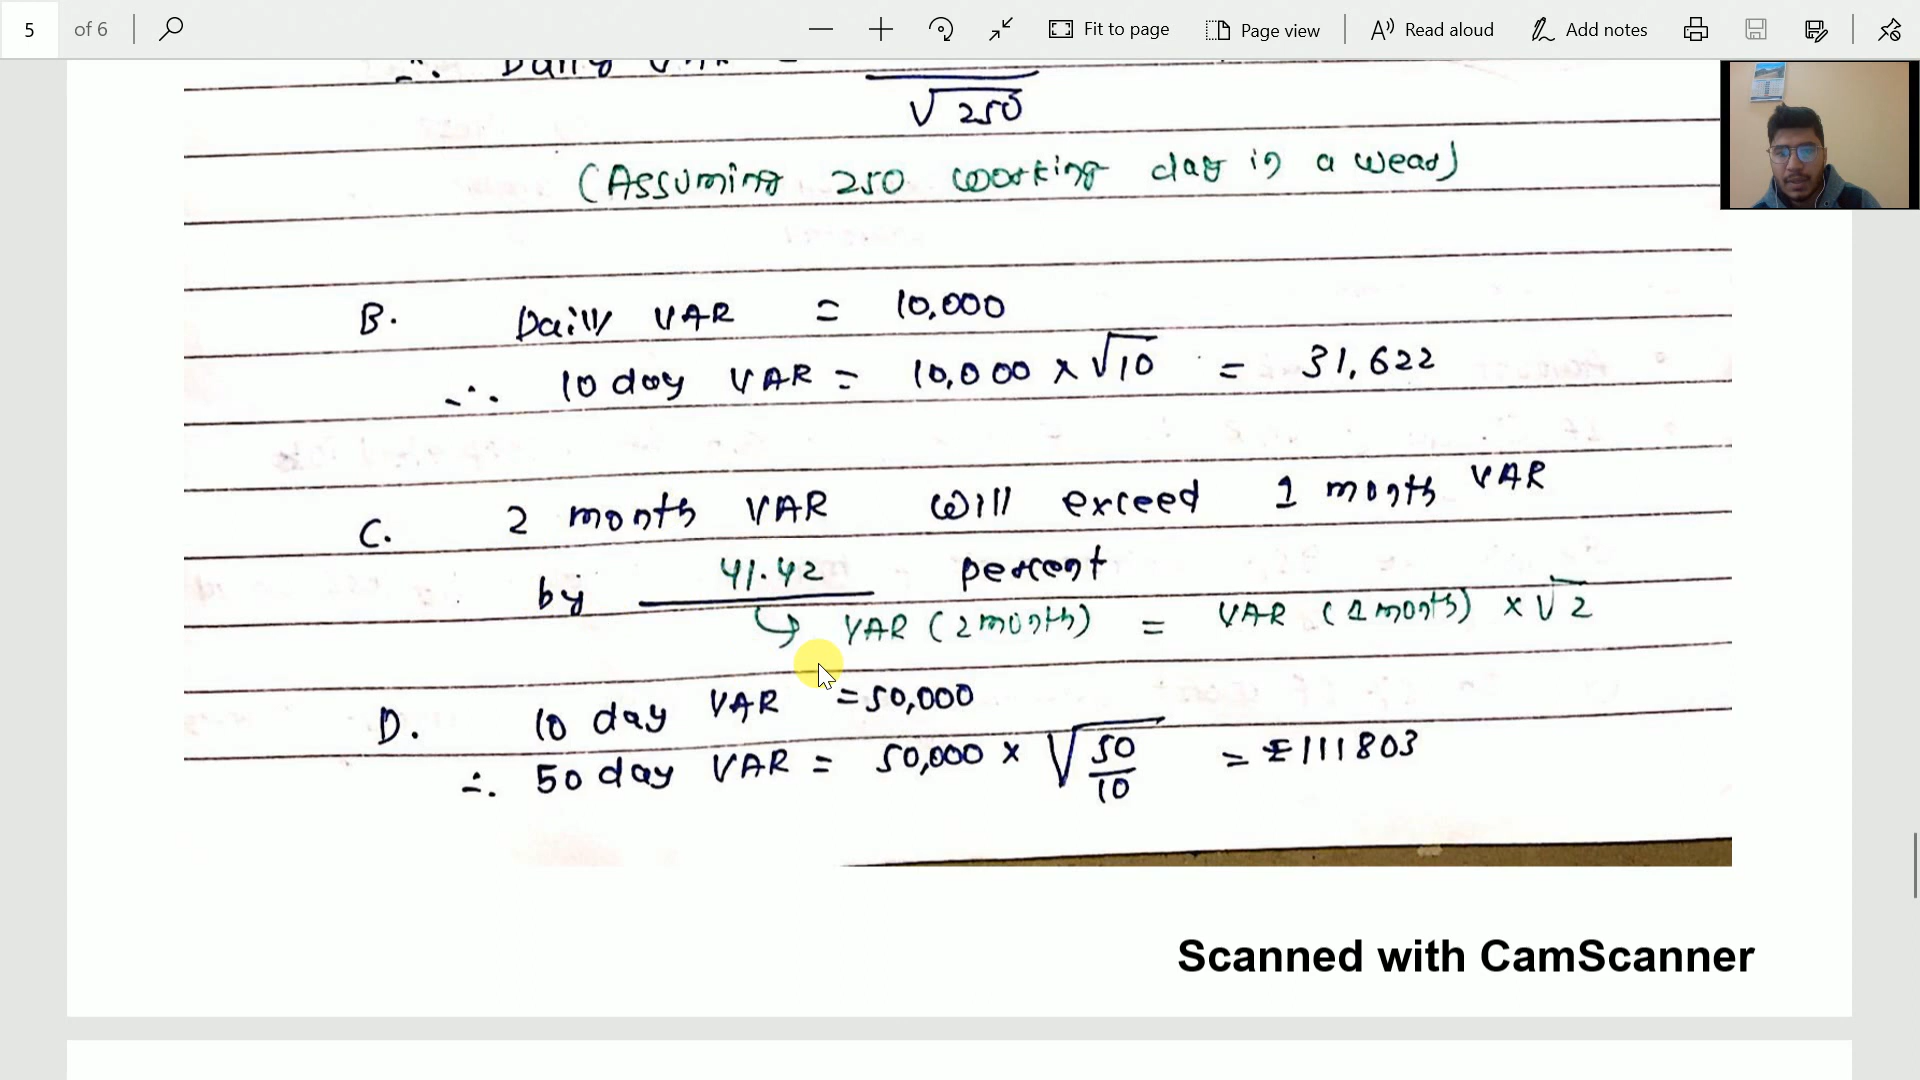 5 of 6 Fit to page Page view Read aloud Add notes
∴ Daily VAR =
√250
(Assuming 250 working day in a wear)
B. Daily VAR = 10,000
∴ 10 day VAR = 10,000 × √10 = 31,622
C. 2 month VAR will exceed 1 month VAR
by 41.42 percent
↳ VAR (2 month) = VAR (1 month) × √2
D. 10 day VAR = 50,000
∴ 50 day VAR = 50,000 × √50/10 = £111803
Scanned with CamScanner